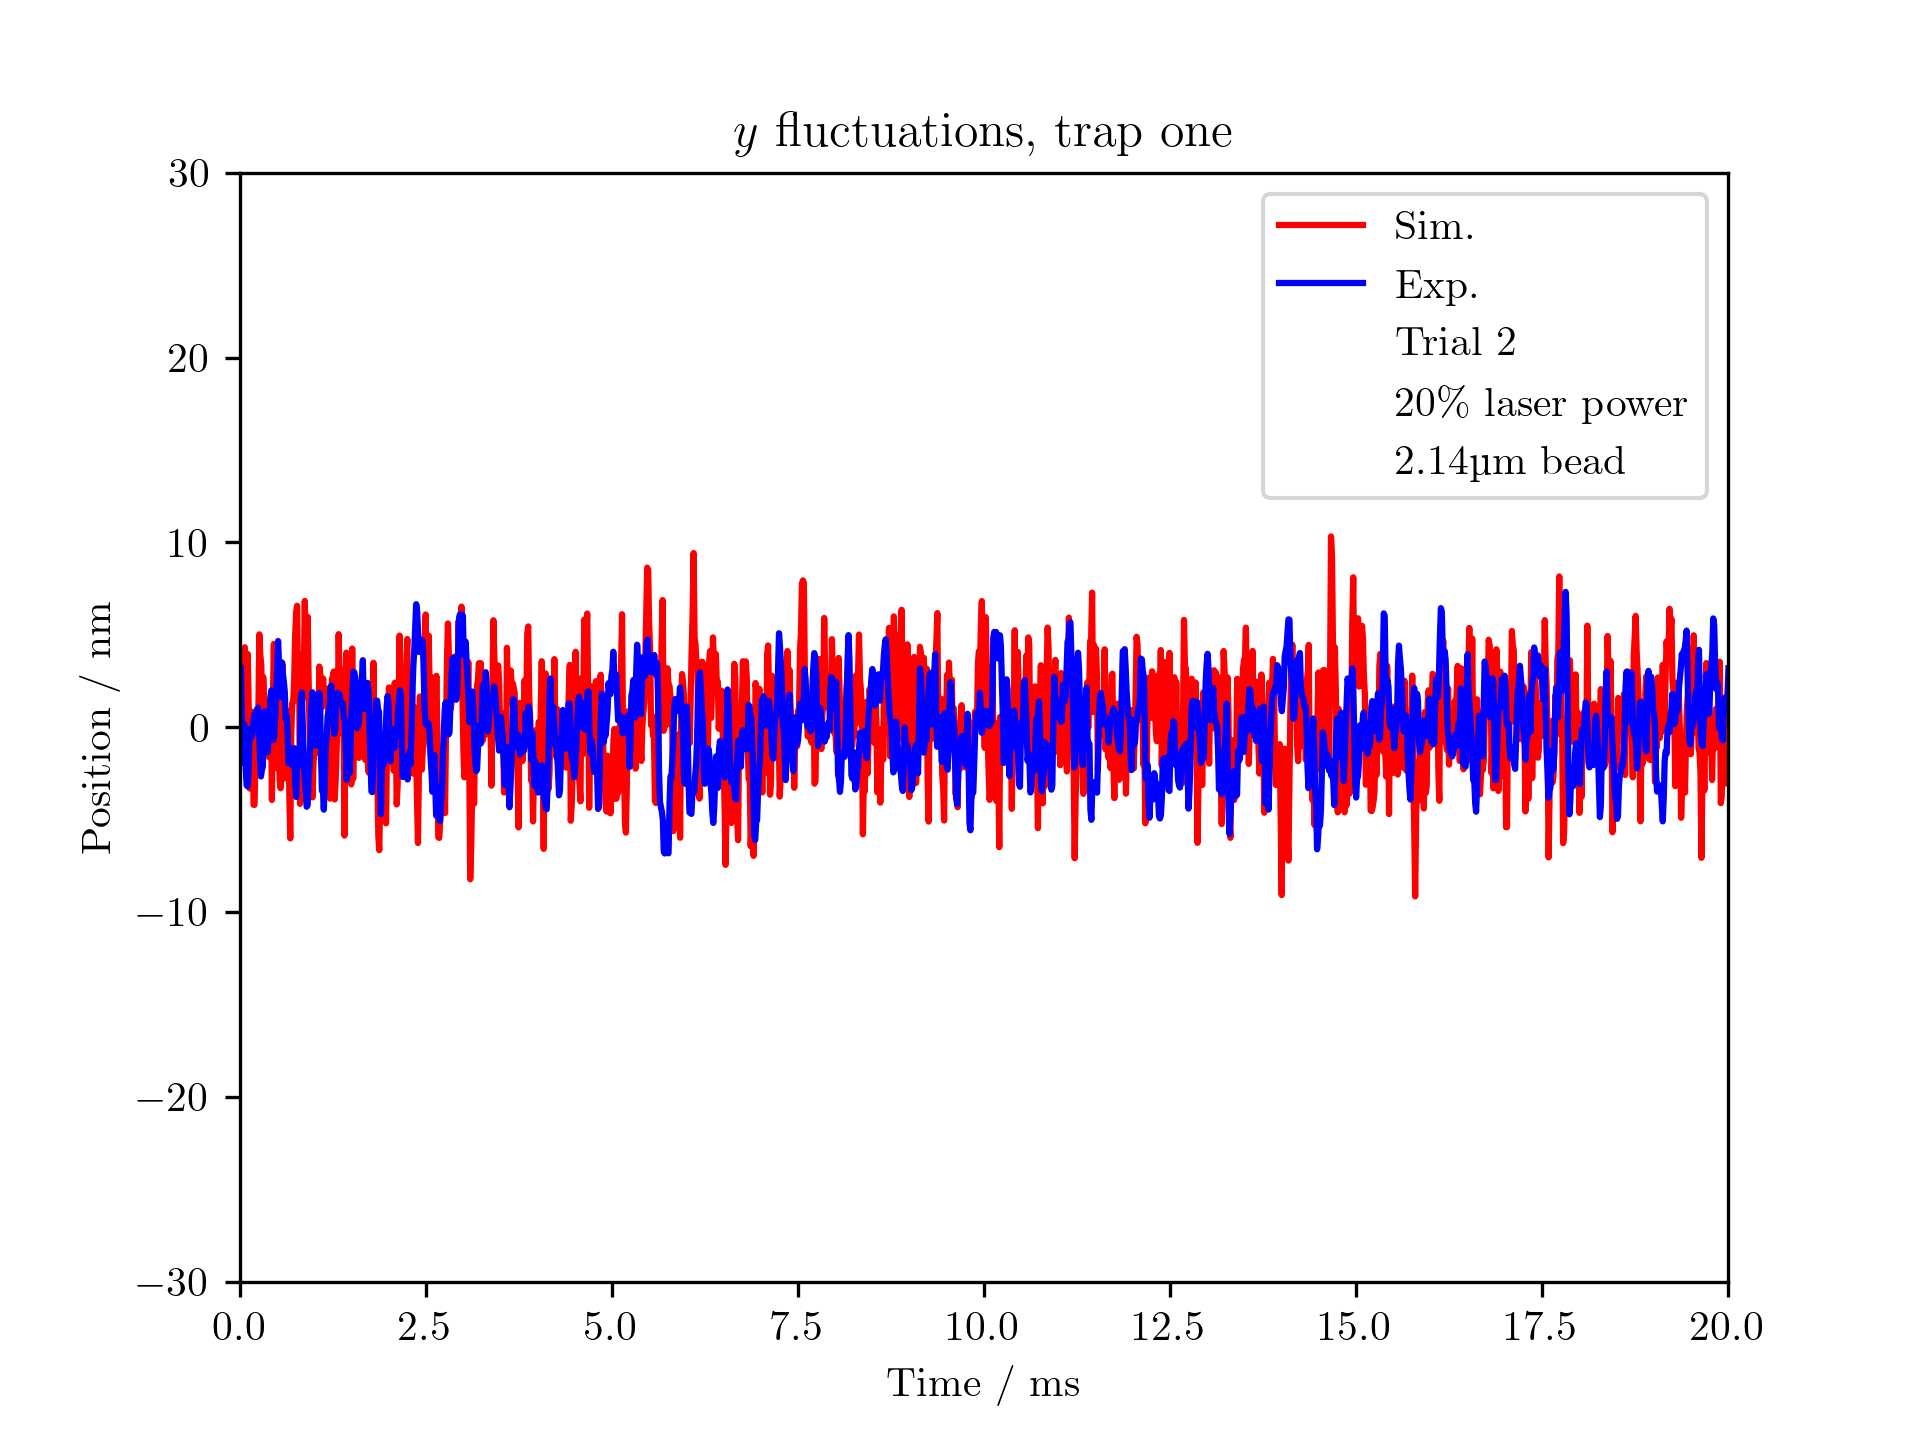 y fluctuations, trap one
30
20
10
0
−10
−20
−30
Position / nm
Sim.
Exp.
Trial 2
20% laser power
2.14µm bead
0.0 2.5 5.0 7.5 10.0 12.5 15.0 17.5 20.0
Time / ms